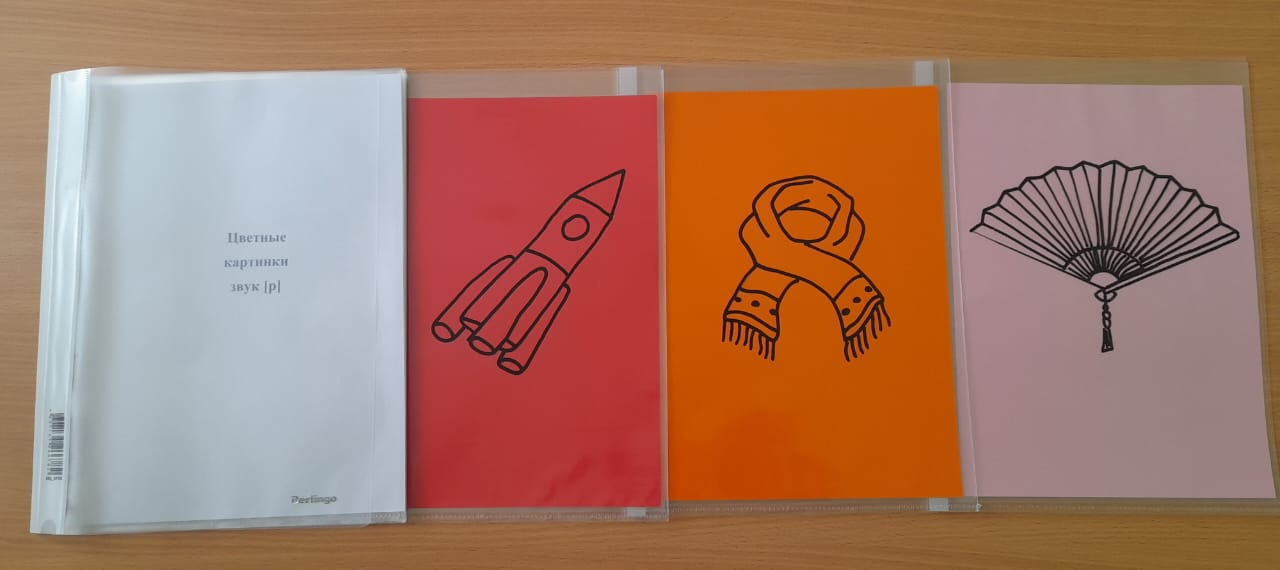 Цветные
картинки
звук [р]
Perlingo